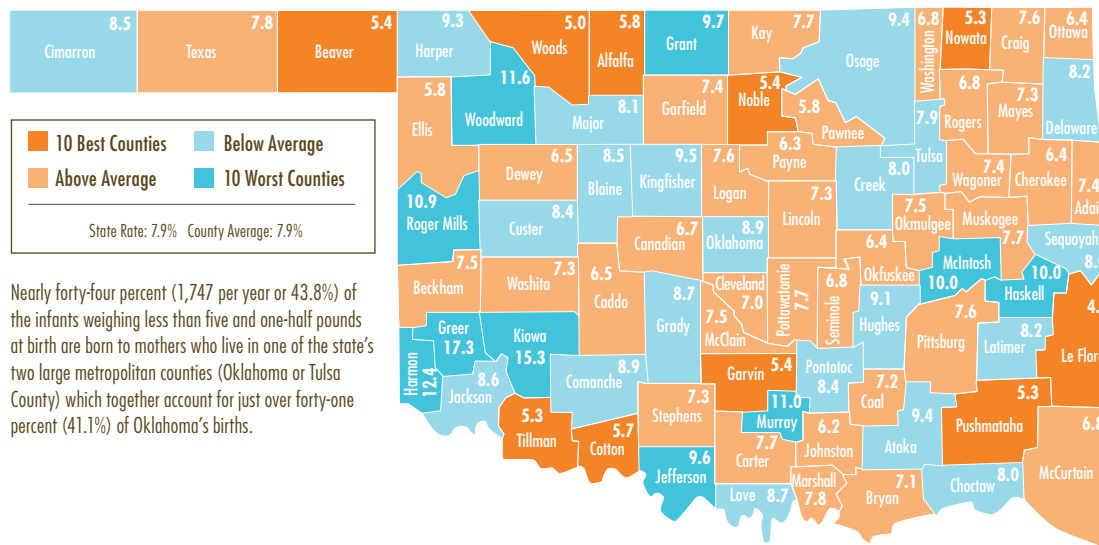 8.5
Cimarron
7.8
Texas
5.4
Beaver
9.3
Harper
5.0
Woods
5.8
Alfalfa
9.7
Grant
7.7
Kay
9.4
Osage
6.8
Washington
5.3
Nowata
7.6
Craig
6.4
Ottawa
11.6
Woodward
5.8
Ellis
8.1
Major
7.4
Garfield
5.4
Noble
5.8
Pawnee
7.9
Tulsa
6.8
Rogers
7.3
Mayes
8.2
Delaware
10 Best Counties
Below Average
Above Average
10 Worst Counties
State Rate: 7.9% County Average: 7.9%
6.5
Dewey
8.5
Blaine
9.5
Kingfisher
7.6
Logan
6.3
Payne
8.0
Creek
7.4
Wagoner
6.4
Cherokee
7.4
Adai
10.9
Roger Mills
8.4
Custer
6.7
Canadian
8.9
Oklahoma
7.3
Lincoln
7.5
Okmulgee
Muskogee
7.7
Sequoyah
8.
7.5
Beckham
7.3
Washita
6.5
Caddo
8.7
Grady
Cleveland
7.0
7.5
McClain
Pottawatamie
7.7
6.8
Seminole
6.4
Okfuskee
9.1
Hughes
McIntosh
10.0
10.0
Haskell
7.6
Pittsburg
8.2
Latimer
4.
Le Flor
Nearly forty-four percent (1,747 per year or 43.8%) of
the infants weighing less than five and one-half pounds
at birth are born to mothers who live in one of the state's
two large metropolitan counties (Oklahoma or Tulsa
County) which together account for just over forty-one
percent (41.1%) of Oklahoma's births.
Greer
17.3
Harmon
12.4
Kiowa
15.3
8.6
Jackson
8.9
Comanche
5.3
Tillman
5.7
Cotton
7.3
Stephens
9.6
Jefferson
5.4
Garvin
11.0
Murray
Pontotoc
8.4
7.2
Coal
7.7
Carter
6.2
Johnston
9.4
Atoka
5.3
Pushmataha
6.8
McCurtain
Love 8.7
Marshall
7.8
7.1
Bryan
8.0
Choctaw